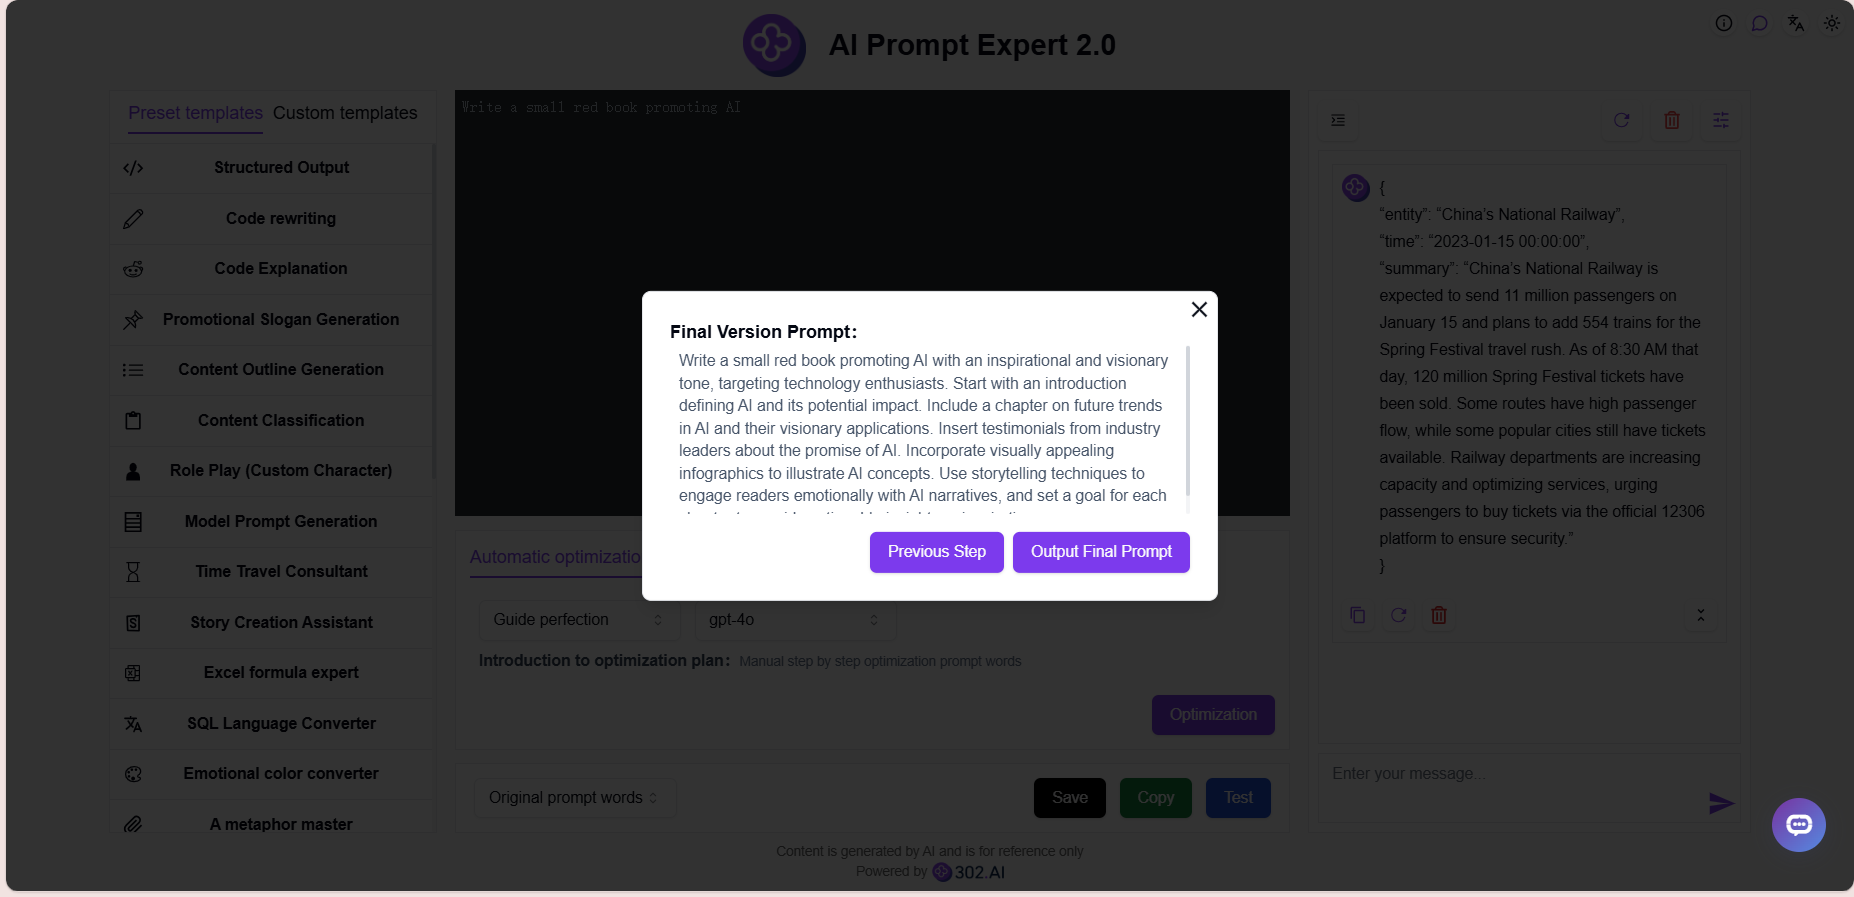 AI Prompt Expert 2.0
Preset templates
Custom templates
Structured Output
Code rewriting
Code Explanation
Promotional Slogan Generation
Content Outline Generation
Content Classification
Role Play (Custom Character)
Model Prompt Generation
Time Travel Consultant
Story Creation Assistant
Excel formula expert
SQL Language Converter
Emotional color converter
A metaphor master
Write a small red book promoting AI
Final Version Prompt:
Write a small red book promoting AI with an inspirational and visionary
tone, targeting technology enthusiasts. Start with an introduction
defining AI and its potential impact. Include a chapter on future trends
in AI and their visionary applications. Insert testimonials from industry
leaders about the promise of AI. Incorporate visually appealing
infographics to illustrate AI concepts. Use storytelling techniques to
engage readers emotionally with AI narratives, and set a goal for each
Previous Step
Output Final Prompt
Automatic optimizatio
Guide perfection
gpt-4o
Introduction to optimization plan: Manual step by step optimization prompt words
Optimization
Original prompt words
Save
Copy
Test
{
“entity”: “China’s National Railway”,
“time”: “2023-01-15 00:00:00”,
“summary”: “China’s National Railway is
expected to send 11 million passengers on
January 15 and plans to add 554 trains for the
Spring Festival travel rush. As of 8:30 AM that
day, 120 million Spring Festival tickets have
been sold. Some routes have high passenger
flow, while some popular cities still have tickets
available. Railway departments are increasing
capacity and optimizing services, urging
passengers to buy tickets via the official 12306
platform to ensure security.”
}
Enter your message...
Content is generated by AI and is for reference only
Powered by 302.AI